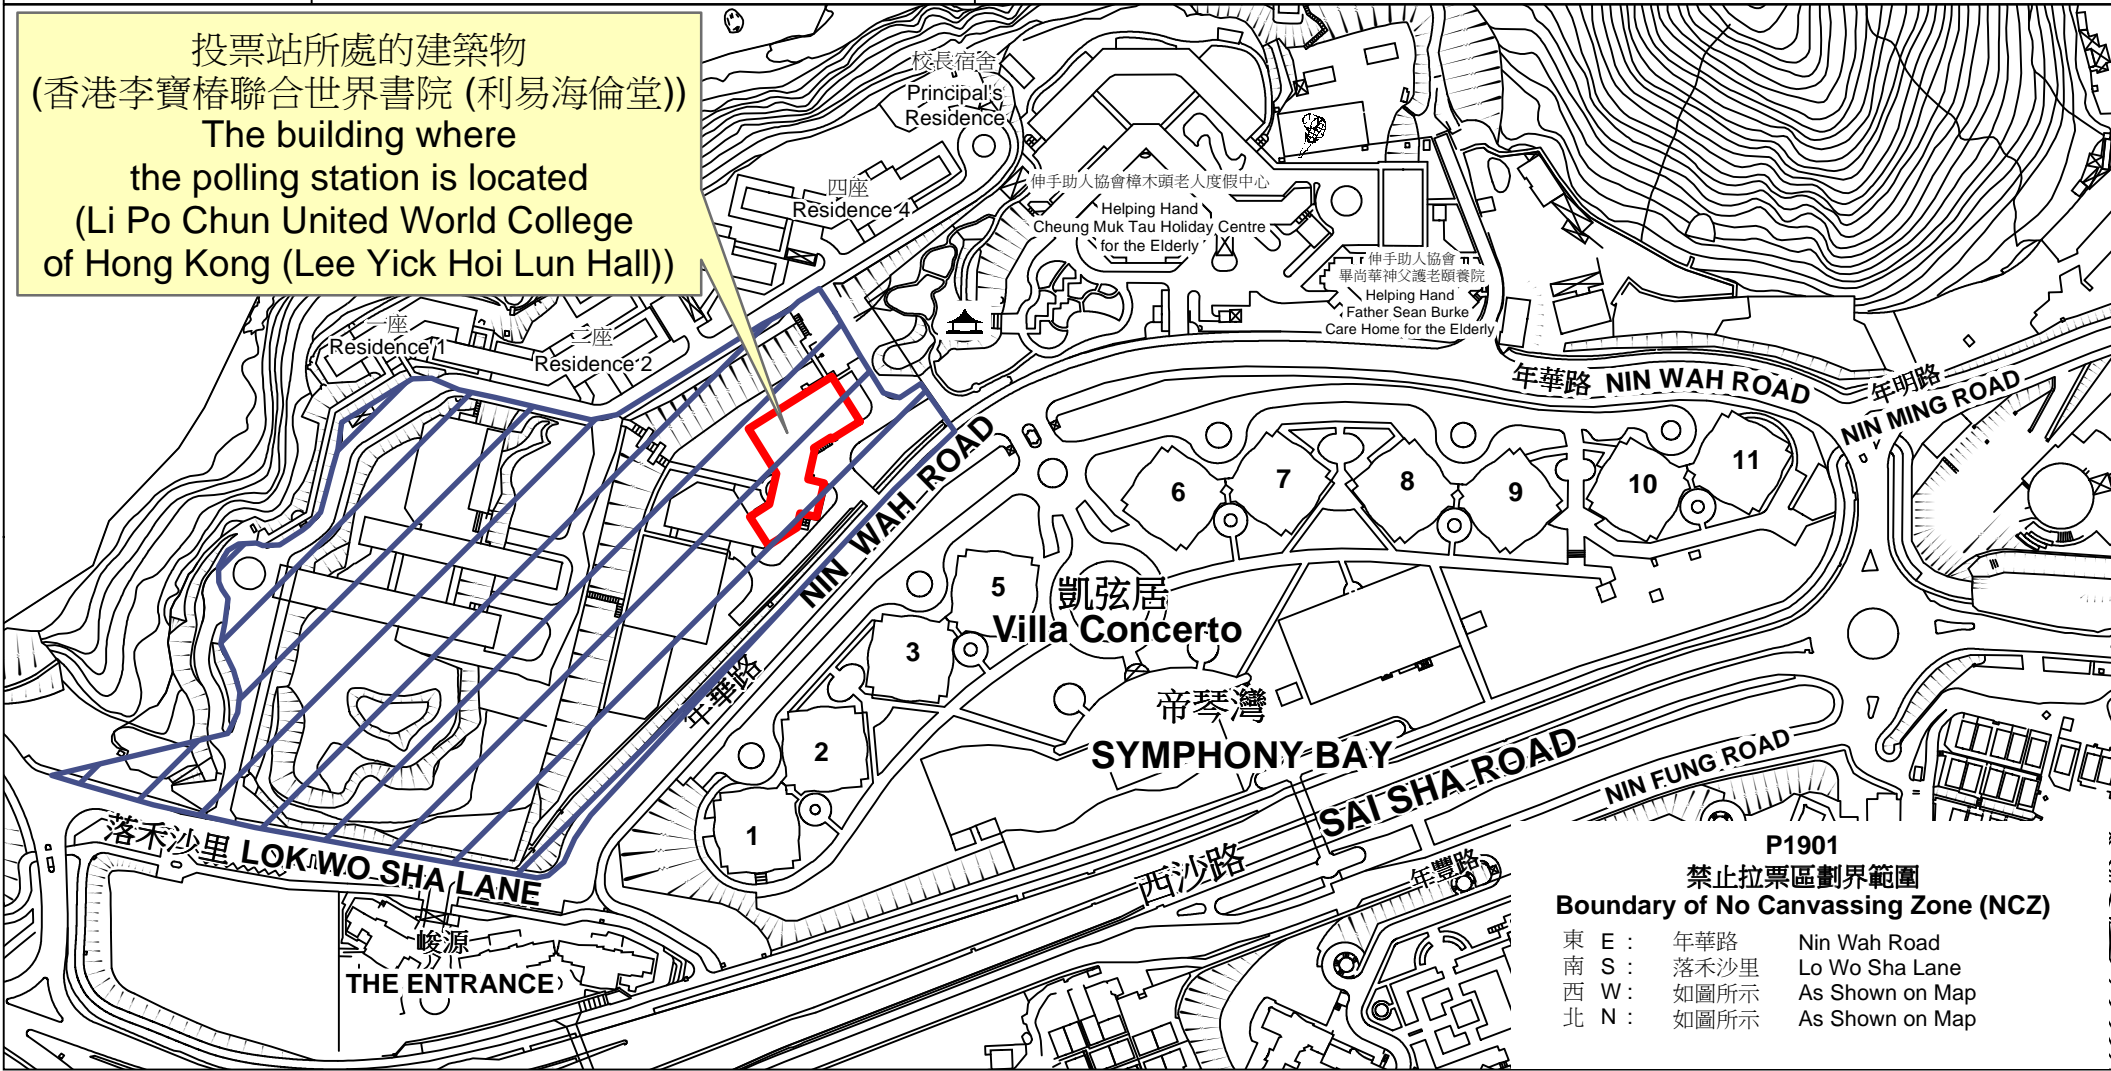 投票站所處的建築物
(香港李寶椿聯合世界書院 (利易海倫堂))
The building where
the polling station is located
(Li Po Chun United World College
of Hong Kong (Lee Yick Hoi Lun Hall))
校長宿舍
Principal's
Residence
四座
Residence 4
伸手助人協會樟木頭老人度假中心
Helping Hand
Cheung Muk Tau Holiday Centre
for the Elderly
伸手助人協會
畢尚華神父護老頤養院
Helping Hand
Father Sean Burke
Care Home for the Elderly
一座
Residence 1
二座
Residence 2
年華路 NIN WAH ROAD
年明路
NIN MING ROAD
NIN WAH ROAD
年華路
6
7
8
9
10
11
5
3
2
1
凱弦居
Villa Concerto
帝琴灣
SYMPHONY BAY
SAI SHA ROAD
西沙路
NIN FUNG ROAD
年豐路
落禾沙里 LOK WO SHA LANE
峻源
THE ENTRANCE
P1901
禁止拉票區劃界範圍
Boundary of No Canvassing Zone (NCZ)
東 E : 年華路 Nin Wah Road
南 S : 落禾沙里 Lo Wo Sha Lane
西 W : 如圖所示 As Shown on Map
北 N : 如圖所示 As Shown on Map